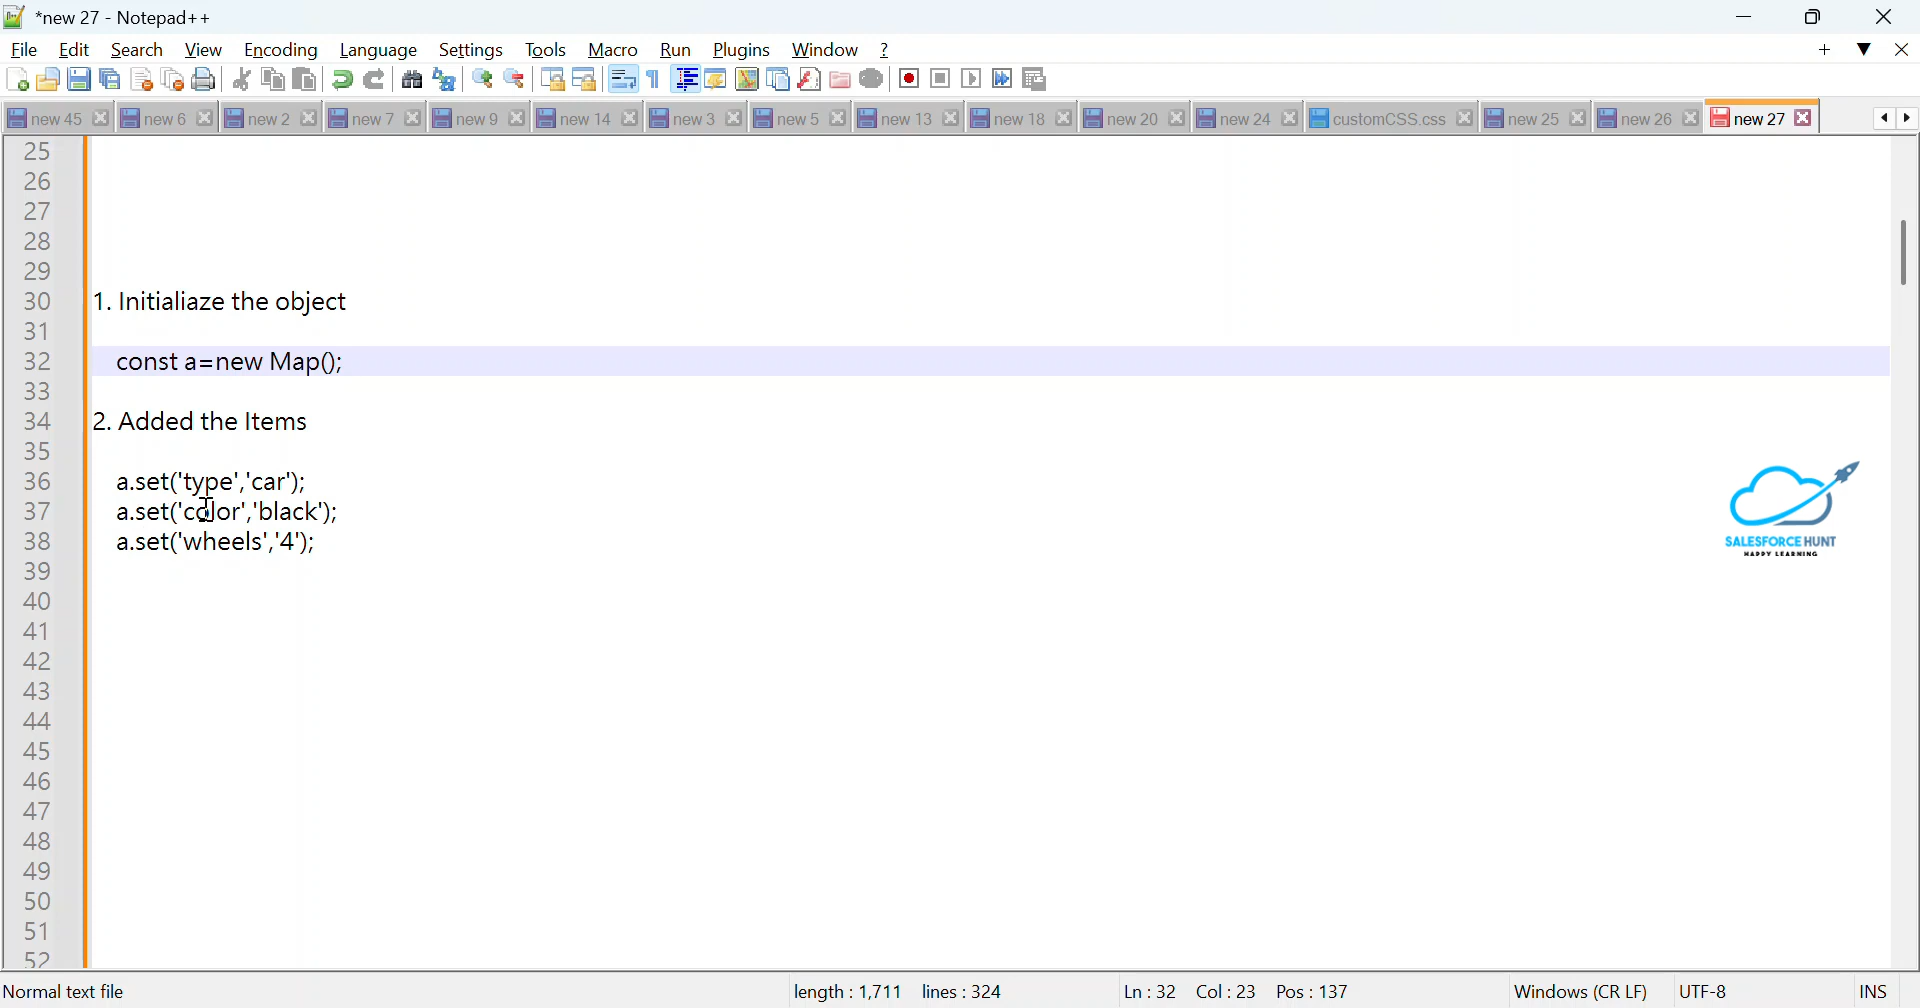 *new 27 - Notepad++
File Edit Search View Encoding Language Settings Tools Macro Run Plugins Window ?
new 45 new 6 new 2 new 7 new 9 new 14 new 3 new 5 new 13 new 18 new 20 new 24 customCSS.css new 25 new 26 new 27
25
26
27
28
29
30 1. Initialiaze the object
31
32 const a=new Map();
33
34 2. Added the Items
35
36 a.set('type','car');
37 a.set('color','black');
38 a.set('wheels','4');
39
40
41
42
43
44
45
46
47
48
49
50
51
52
SALESFORCE HUNT
HAPPY LEARNING
Normal text file length : 1,711 lines : 324 Ln : 32 Col : 23 Pos : 137 Windows (CR LF) UTF-8 INS